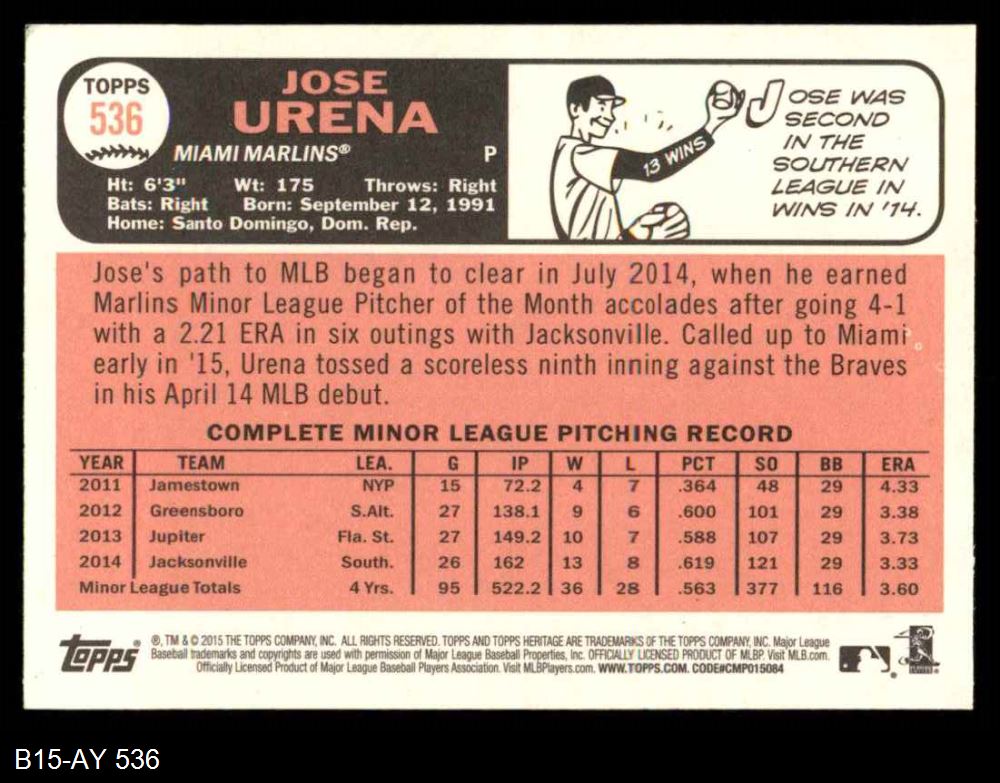 TOPPS
536
JOSE
URENA
MIAMI MARLINS® P
Ht: 6'3" Wt: 175 Throws: Right
Bats: Right Born: September 12, 1991
Home: Santo Domingo, Dom. Rep.
13 WINS
JOSE WAS
SECOND
IN THE
SOUTHERN
LEAGUE IN
WINS IN '14.
Jose's path to MLB began to clear in July 2014, when he earned
Marlins Minor League Pitcher of the Month accolades after going 4-1
with a 2.21 ERA in six outings with Jacksonville. Called up to Miami
early in '15, Urena tossed a scoreless ninth inning against the Braves
in his April 14 MLB debut.
COMPLETE MINOR LEAGUE PITCHING RECORD
YEAR TEAM LEA. G IP W L PCT SO BB ERA
2011 Jamestown NYP 15 72.2 4 7 .364 48 29 4.33
2012 Greensboro S.Alt. 27 138.1 9 6 .600 101 29 3.38
2013 Jupiter Fla. St. 27 149.2 10 7 .588 107 29 3.73
2014 Jacksonville South. 26 162 13 8 .619 121 29 3.33
Minor League Totals 4 Yrs. 95 522.2 36 28 .563 377 116 3.60
Topps ®, TM & © 2015 THE TOPPS COMPANY, INC. ALL RIGHTS RESERVED. TOPPS AND TOPPS HERITAGE ARE TRADEMARKS OF THE TOPPS COMPANY, INC. Major League
Baseball trademarks and copyrights are used with permission of Major League Baseball Properties, Inc. OFFICIALLY LICENSED PRODUCT OF MLBP. Visit MLB.com.
Officially Licensed Product of Major League Baseball Players Association. Visit MLBPlayers.com. WWW.TOPPS.COM. CODE#CMP015084
B15-AY 536